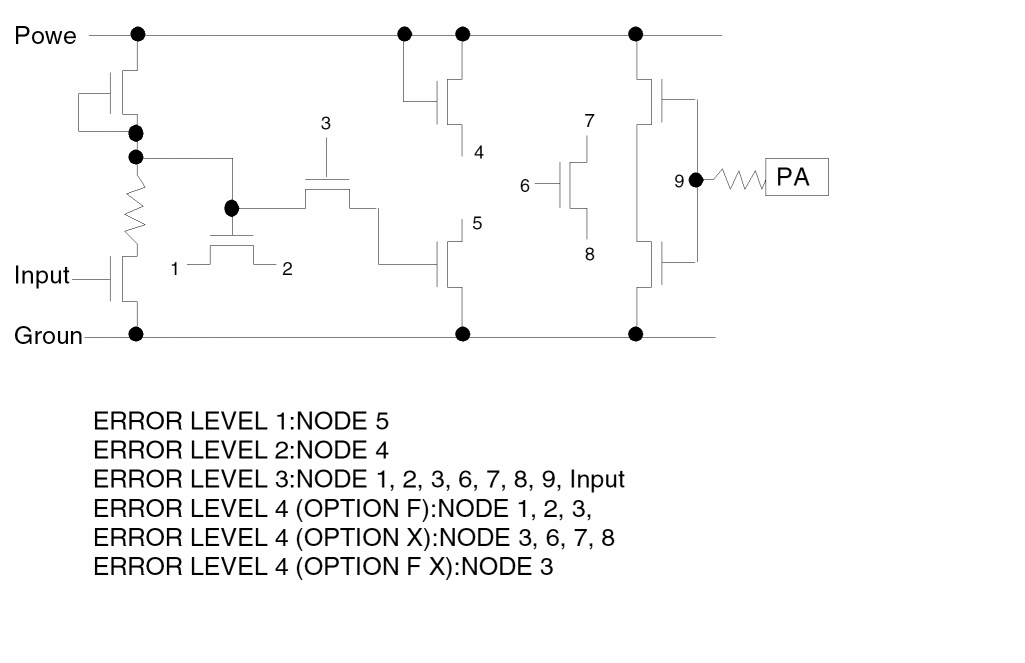 Powe
3
7
4
6
9
PA
5
1
2
8
Input
Groun
ERROR LEVEL 1:NODE 5
ERROR LEVEL 2:NODE 4
ERROR LEVEL 3:NODE 1, 2, 3, 6, 7, 8, 9, Input
ERROR LEVEL 4 (OPTION F):NODE 1, 2, 3,
ERROR LEVEL 4 (OPTION X):NODE 3, 6, 7, 8
ERROR LEVEL 4 (OPTION F X):NODE 3